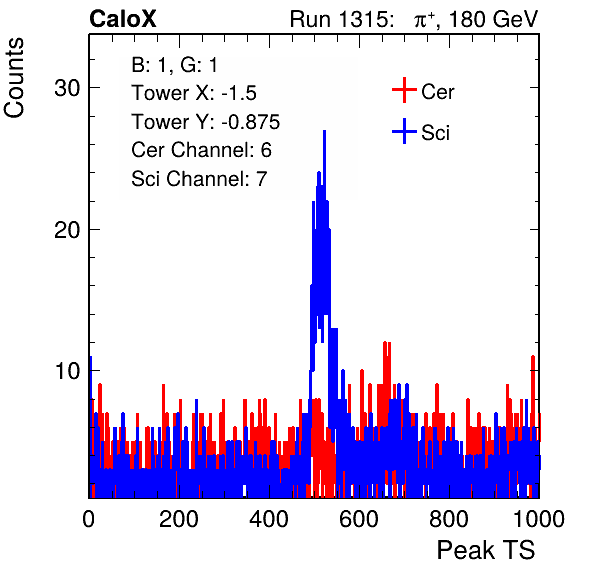 CaloX Run 1315: π⁺, 180 GeV
Counts
B: 1, G: 1
Tower X: -1.5
Tower Y: -0.875
Cer Channel: 6
Sci Channel: 7
Cer
Sci
30
20
10
0 200 400 600 800 1000
Peak TS